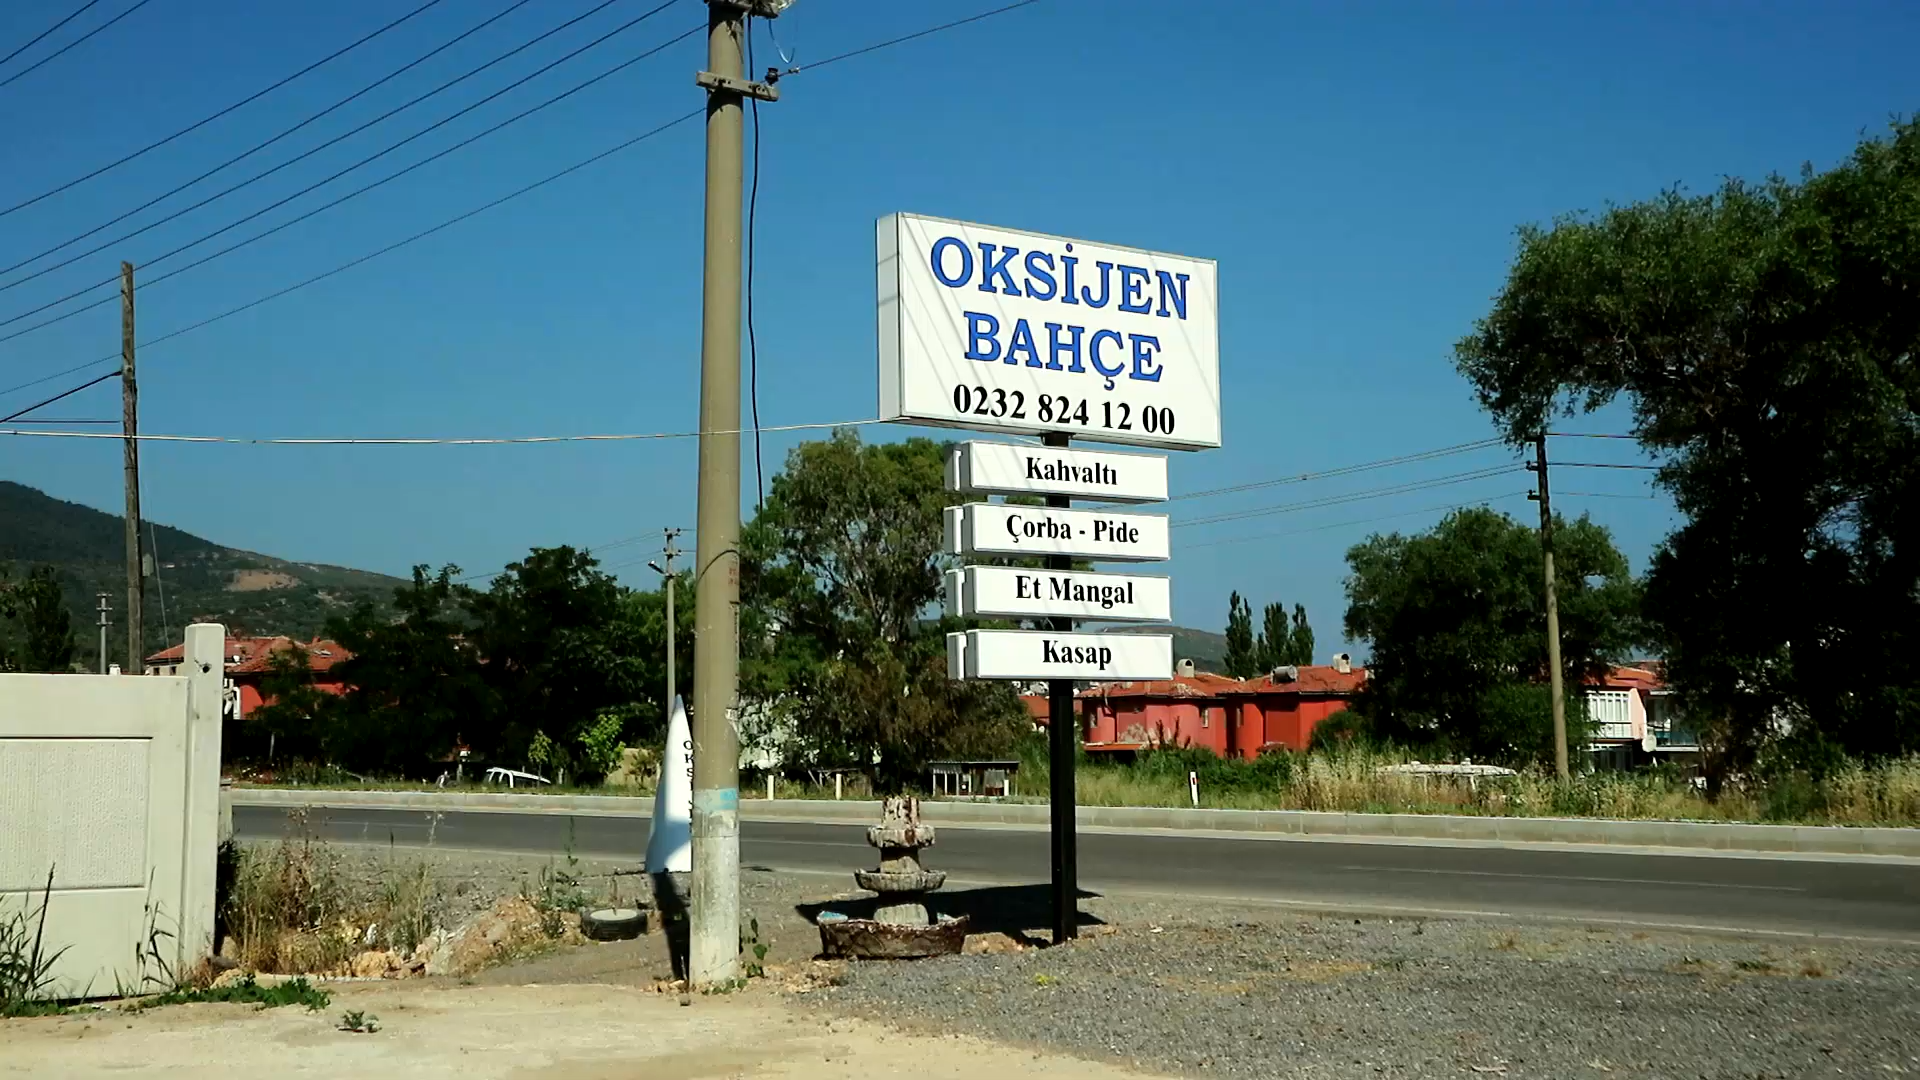 OKSİJEN
BAHÇE
0232 824 12 00
Kahvaltı
Çorba - Pide
Et Mangal
Kasap